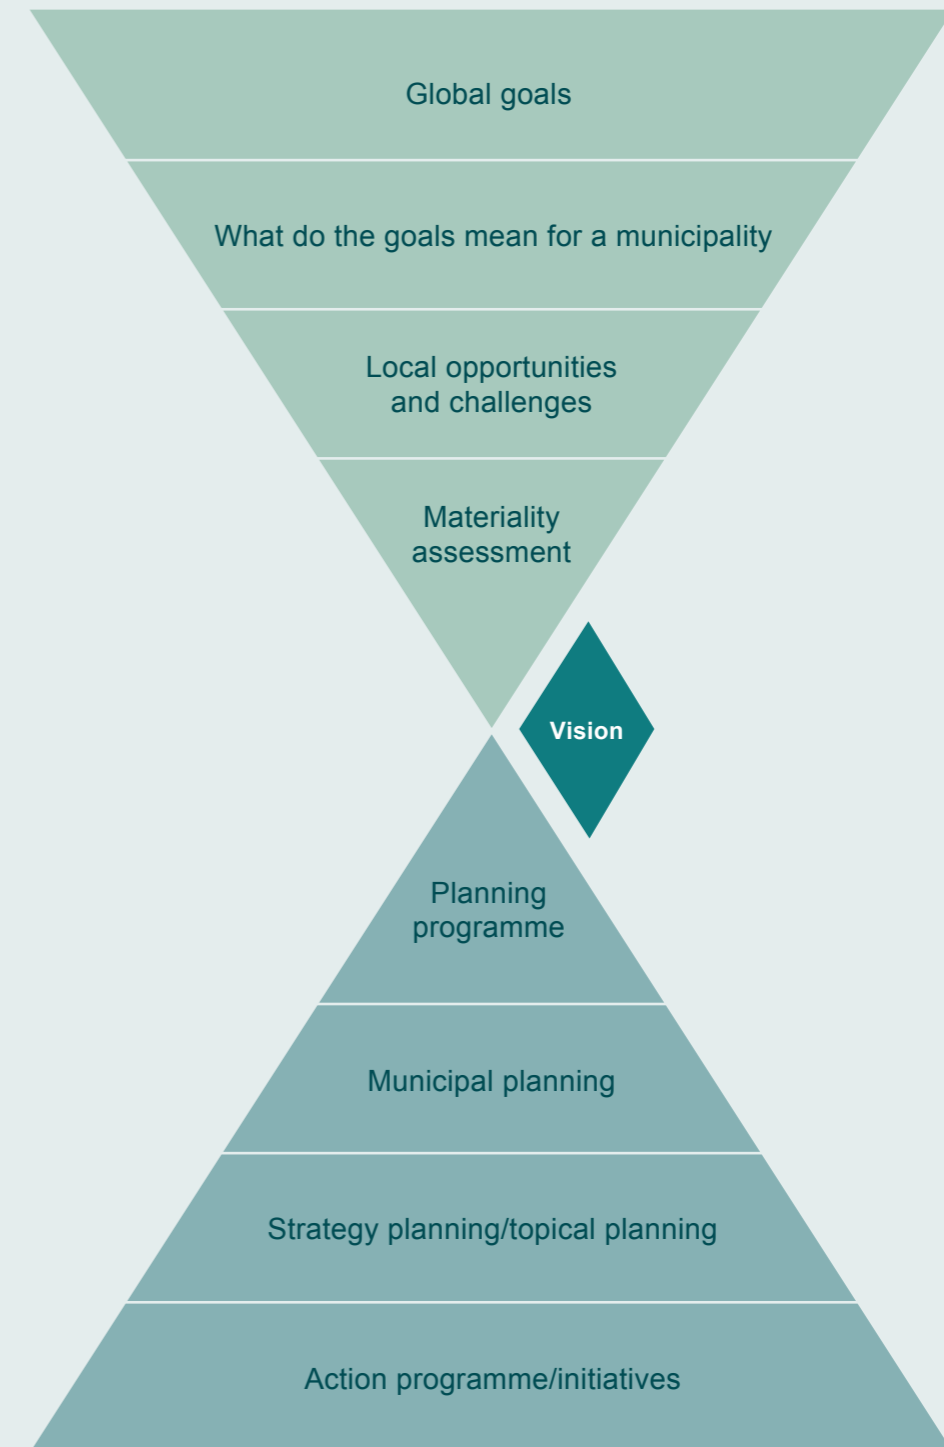 Global goals
What do the goals mean for a municipality
Local opportunities
and challenges
Materiality
assessment
Vision
Planning
programme
Municipal planning
Strategy planning/topical planning
Action programme/initiatives